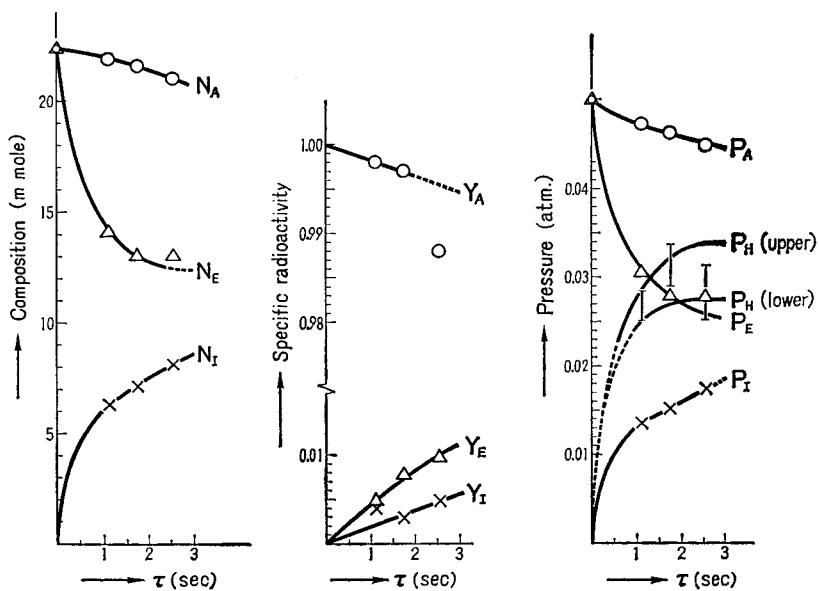 Composition (m mole)
20
15
10
5
N_A
N_E
N_I
1 2 3
τ (sec)
Specific radioactivity
1.00
0.99
0.98
0.01
Y_A
Y_E
Y_I
1 2 3
τ (sec)
Pressure (atm.)
0.04
0.03
0.02
0.01
P_A
P_H (upper)
P_H (lower)
P_E
P_I
1 2 3
τ (sec)